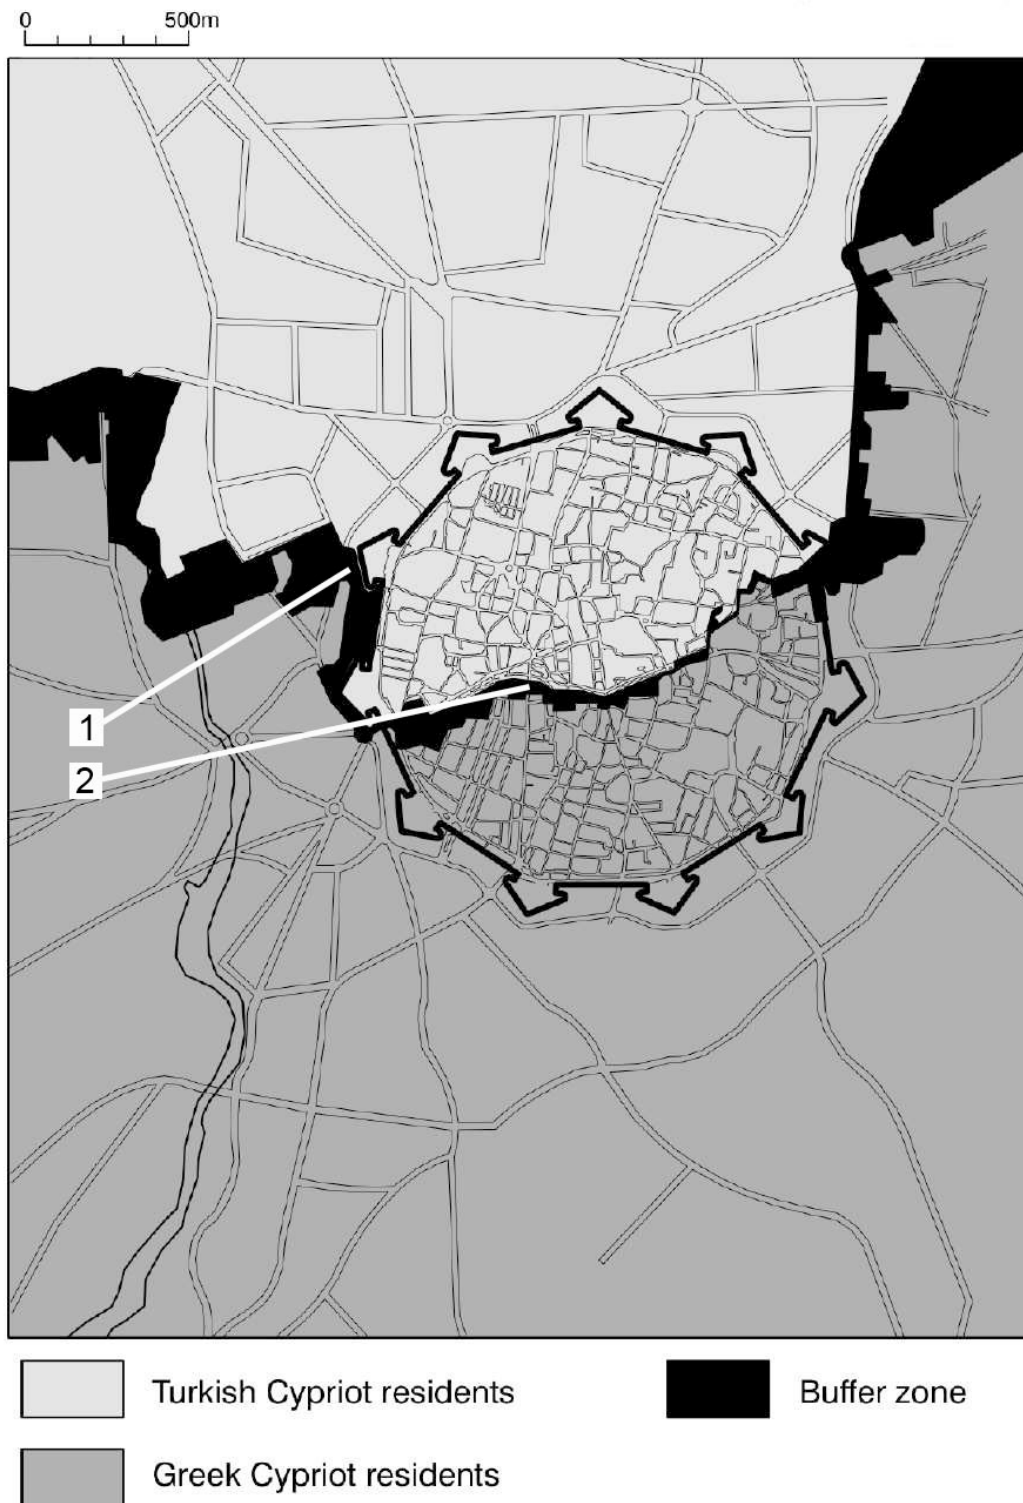 0 500m
1
2
Turkish Cypriot residents
Buffer zone
Greek Cypriot residents